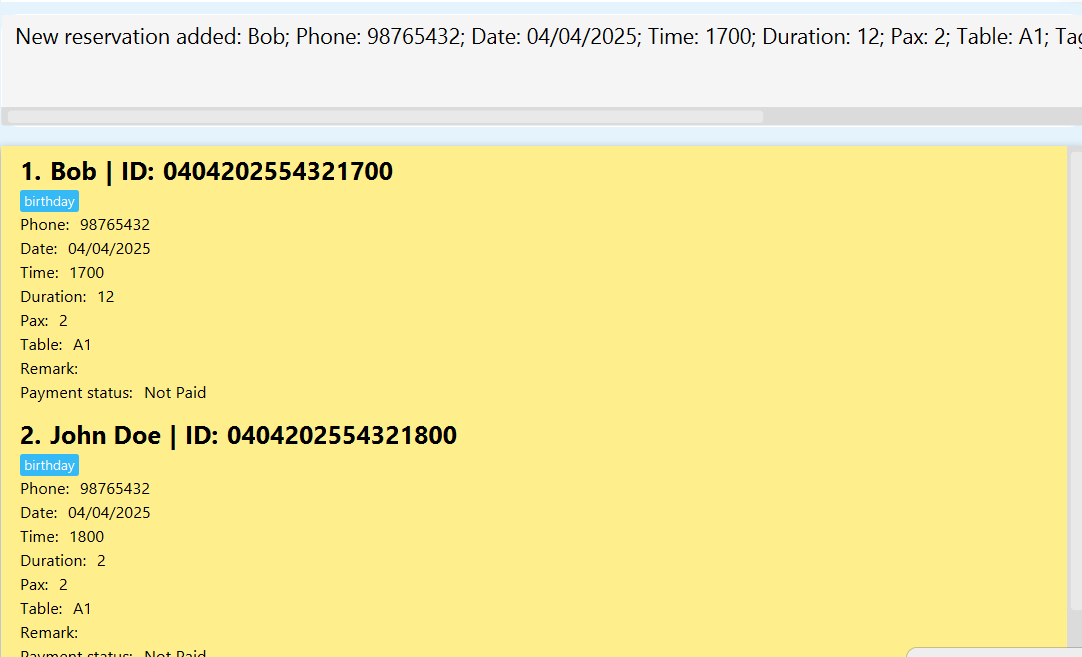 New reservation added: Bob; Phone: 98765432; Date: 04/04/2025; Time: 1700; Duration: 12; Pax: 2; Table: A1;
1. Bob | ID: 0404202554321700
birthday
Phone: 98765432
Date: 04/04/2025
Time: 1700
Duration: 12
Pax: 2
Table: A1
Remark:
Payment status: Not Paid
2. John Doe | ID: 0404202554321800
birthday
Phone: 98765432
Date: 04/04/2025
Time: 1800
Duration: 2
Pax: 2
Table: A1
Remark:
Payment status: Not Paid